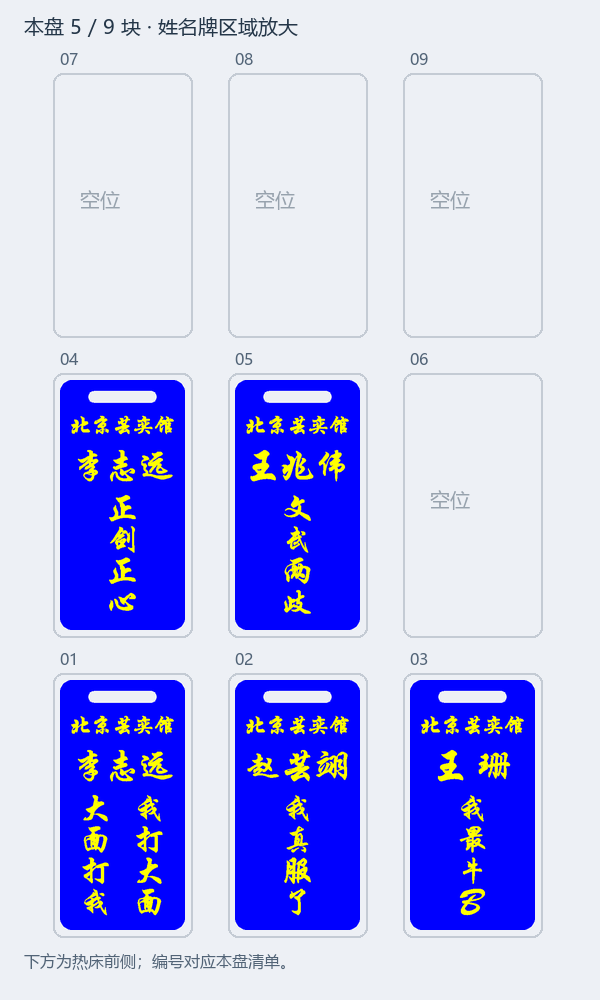 本盘 5 / 9 块 · 姓名牌区域放大
07
08
09
空位
空位
空位
04
05
06
北京芸奕馆
李志远
正剑正心
北京芸奕馆
王兆伟
文武两歧
空位
01
02
03
北京芸奕馆
李志远
我打大面
大面打我
北京芸奕馆
赵芸翊
我真服了
北京芸奕馆
王珊
我最牛B
下方为热床前侧；编号对应本盘清单。